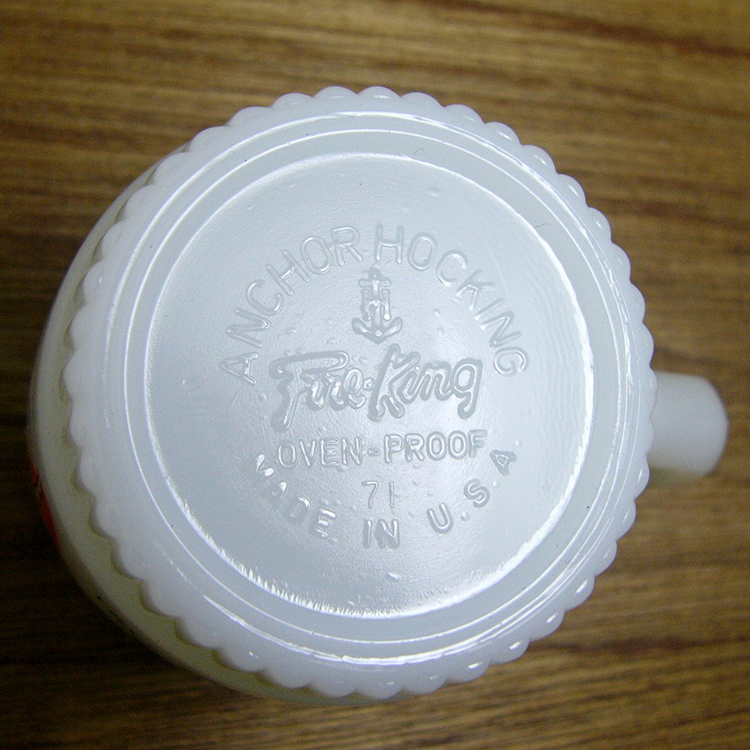 ANCHOR HOCKING
Fire-King
OVEN-PROOF
71
MADE IN U.S.A.